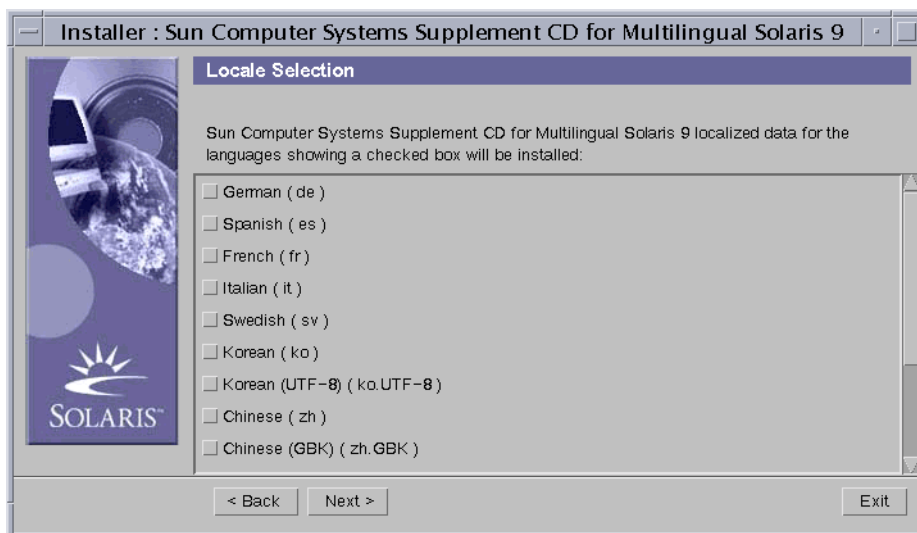 Installer : Sun Computer Systems Supplement CD for Multilingual Solaris 9
Locale Selection
Sun Computer Systems Supplement CD for Multilingual Solaris 9 localized data for the
languages showing a checked box will be installed:
German ( de )
Spanish ( es )
French ( fr )
Italian ( it )
Swedish ( sv )
Korean ( ko )
Korean (UTF-8) ( ko.UTF-8 )
Chinese ( zh )
Chinese (GBK) ( zh.GBK )
SOLARIS™
< Back Next > Exit